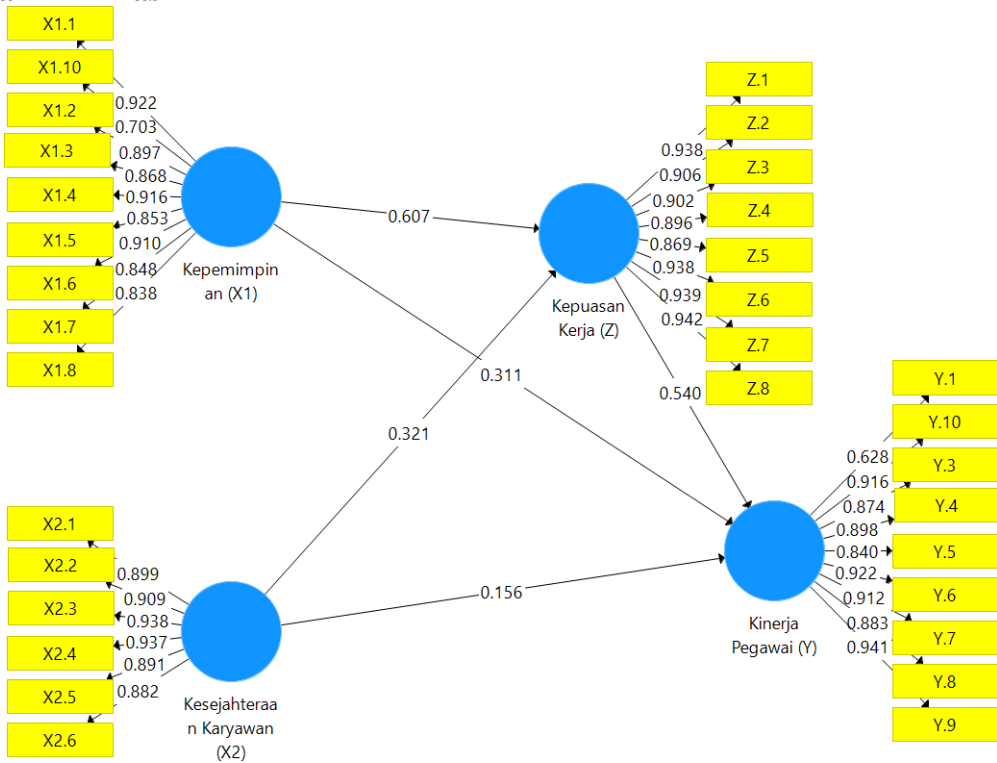 X1.1
X1.10
X1.2
X1.3
X1.4
X1.5
X1.6
X1.7
X1.8
0.922
0.703
0.897
0.868
0.916
0.853
0.910
0.848
0.838
Kepemimpin
an (X1)
0.607
0.311
0.321
0.156
0.540
Kepuasan
Kerja (Z)
0.938
0.906
0.902
0.896
0.869
0.938
0.939
0.942
Z.1
Z.2
Z.3
Z.4
Z.5
Z.6
Z.7
Z.8
X2.1
X2.2
X2.3
X2.4
X2.5
X2.6
0.899
0.909
0.938
0.937
0.891
0.882
Kesejahteraa
n Karyawan
(X2)
Kinerja
Pegawai (Y)
0.628
0.916
0.874
0.898
0.840
0.922
0.912
0.883
0.941
Y.1
Y.10
Y.3
Y.4
Y.5
Y.6
Y.7
Y.8
Y.9